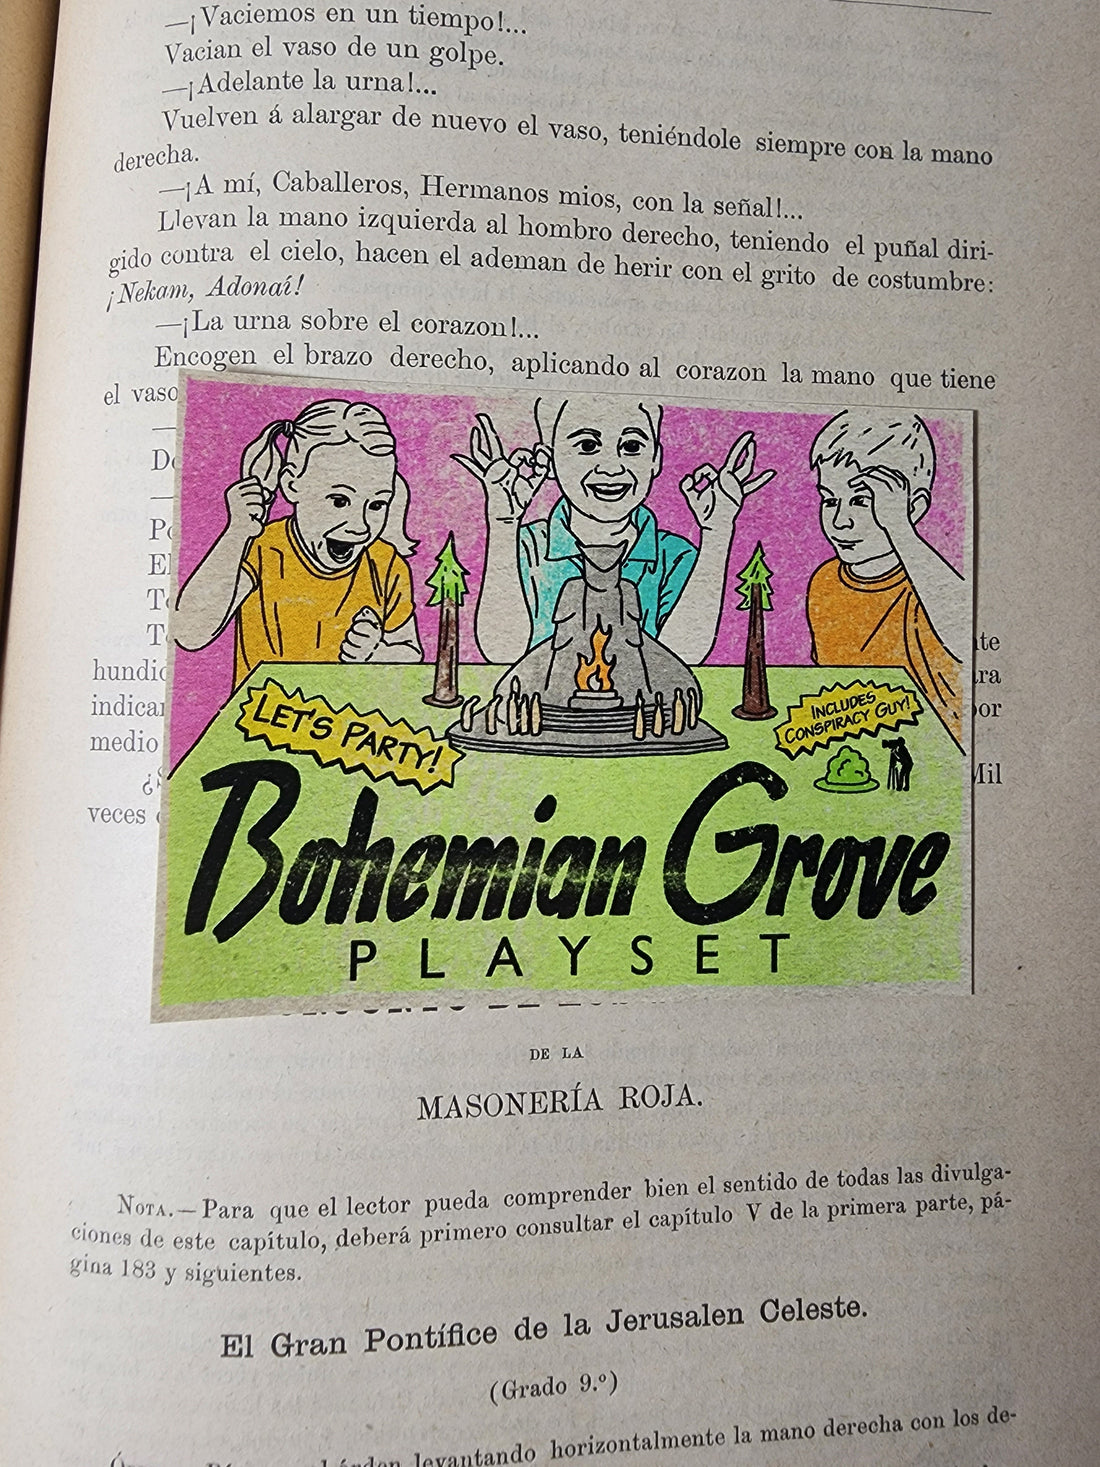 —¡Vaciemos en un tiempo!...
Vacian el vaso de un golpe.
—¡Adelante la urna!...
Vuelven á alargar de nuevo el vaso, teniéndole siempre con la mano
derecha.
—¡A mí, Caballeros, Hermanos mios, con la señal!...
Llevan la mano izquierda al hombro derecho, teniendo el puñal diri-
gido contra el cielo, hacen el ademan de herir con el grito de costumbre:
¡Nekam, Adonaí!
—¡La urna sobre el corazon!...
Encogen el brazo derecho, aplicando al corazon la mano que tiene
el vaso
medio
Mil
veces
LET'S PARTY!
INCLUDES
CONSPIRACY GUY!
Bohemian Grove
PLAYSET
DE LA
MASONERÍA ROJA.
NOTA.—Para que el lector pueda comprender bien el sentido de todas las divulga-
ciones de este capítulo, deberá primero consultar el capítulo V de la primera parte, pá-
gina 183 y siguientes.
El Gran Pontífice de la Jerusalen Celeste.
(Grado 9.º)
levantando horizontalmente la mano derecha con los de-